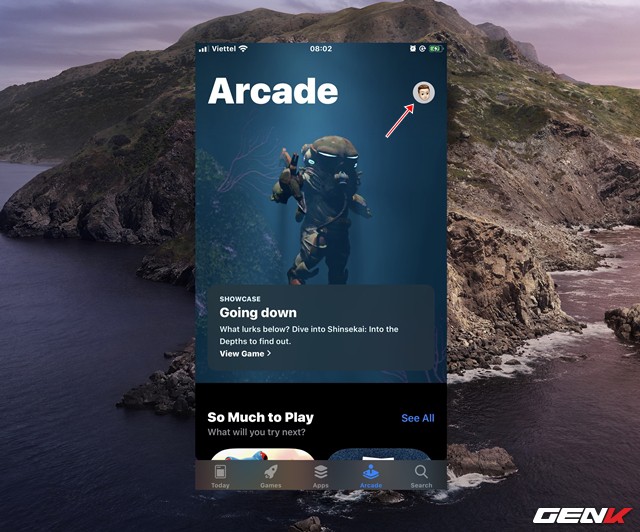 Viettel
08:02
Arcade
SHOWCASE
Going down
What lurks below? Dive into Shinsekai: Into the
Depths to find out.
View Game >
So Much to Play
See All
What will you try next?
Today
Games
Apps
Arcade
Search
GENK